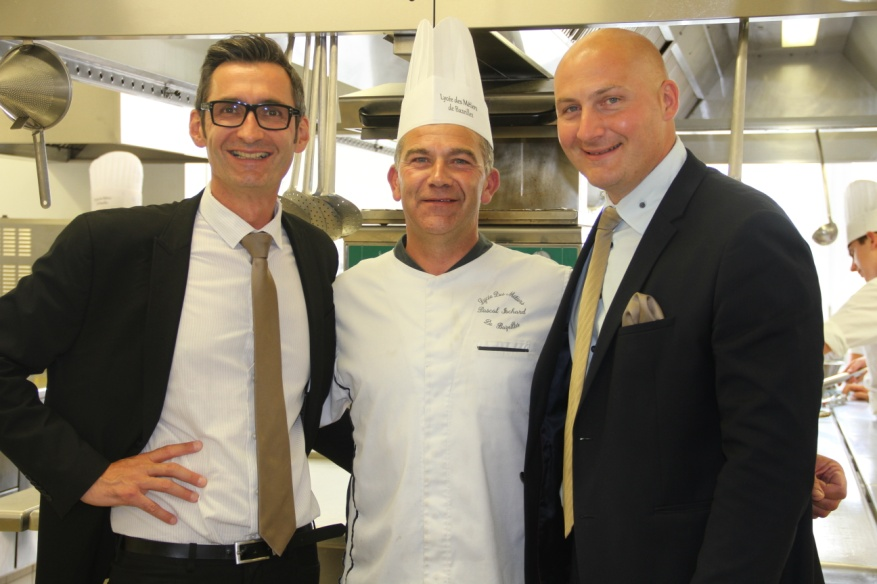 Lycée des Métiers
de Bazeilles
Lycée Des Métiers
Pascal
De Bazeilles